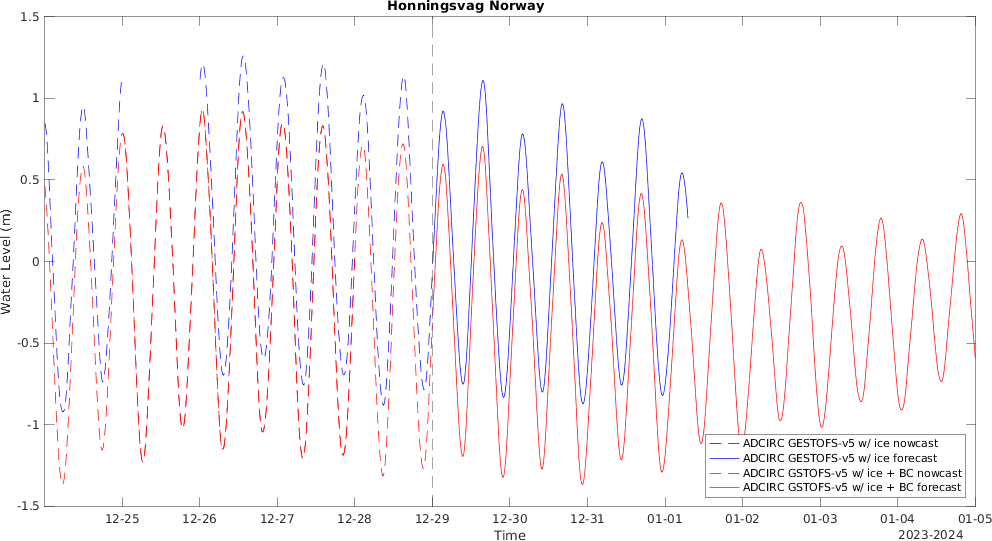 Honningsvag Norway
Water Level (m)
1.5
1
0.5
0
-0.5
-1
-1.5
ADCIRC GESTOFS-v5 w/ ice nowcast
ADCIRC GESTOFS-v5 w/ ice forecast
ADCIRC GSTOFS-v5 w/ ice + BC nowcast
ADCIRC GSTOFS-v5 w/ ice + BC forecast
12-25 12-26 12-27 12-28 12-29 12-30 12-31 01-01 01-02 01-03 01-04 01-05
Time
2023-2024